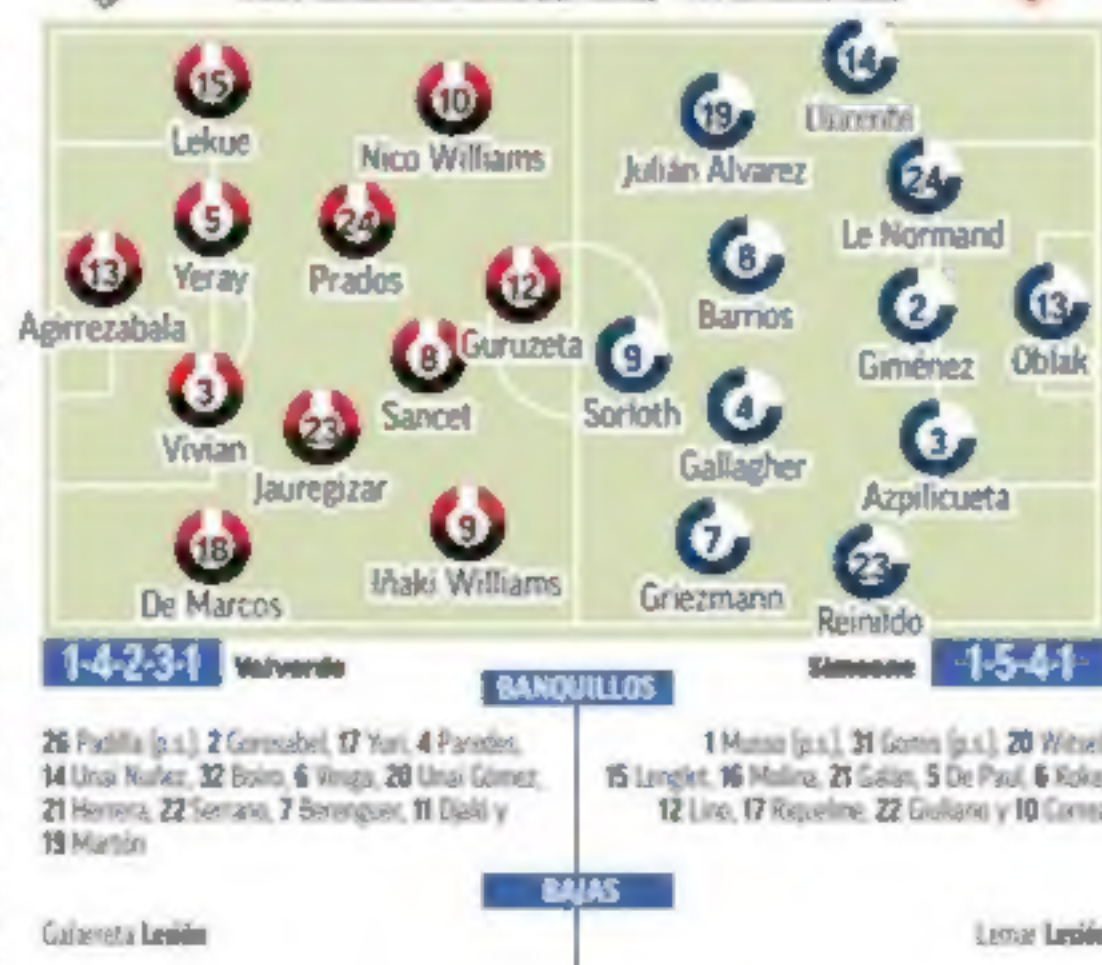 15
Lekue
10
Nico Williams
5
Yeray
24
Prados
13
Agirrezabala
12
Guruzeta
8
Sancet
3
Vivian
23
Jauregizar
18
De Marcos
9
Iñaki Williams
14
Llorente
19
Julián Alvarez
24
Le Normand
8
Barrios
2
Giménez
13
Oblak
9
Sorloth
4
Gallagher
3
Azpilicueta
7
Griezmann
23
Reinildo
1-4-2-3-1 Valverde
Simeone 1-5-4-1
BANQUILLOS
26 Padilla (p.s.), 2 Gorosabel, 17 Yuri, 4 Paredes,
14 Unai Núñez, 32 Boiro, 6 Vesga, 20 Unai Gómez,
21 Herrera, 22 Serrano, 7 Berenguer, 11 Djaló y
19 Martón
1 Musso (p.s.), 31 Gomis (p.s.), 20 Witsel
15 Lenglet, 16 Molina, 21 Galán, 5 De Paul, 6 Koke
12 Lino, 17 Riquelme, 22 Giuliano y 10 Correa
BAJAS
Galarreta Lesión
Lemar Lesión